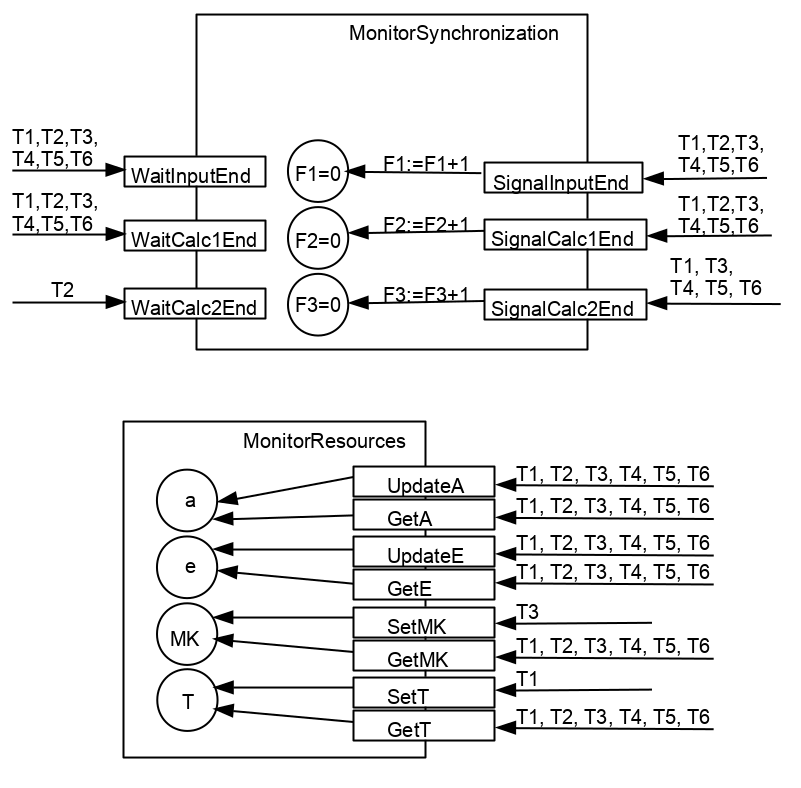 MonitorSynchronization
T1,T2,T3,
T4,T5,T6
WaitInputEnd
F1=0
F1:=F1+1
SignalInputEnd
T1,T2,T3,
T4,T5,T6
T1,T2,T3,
T4,T5,T6
WaitCalc1End
F2=0
F2:=F2+1
SignalCalc1End
T1,T2,T3,
T4,T5,T6
T2
WaitCalc2End
F3=0
F3:=F3+1
SignalCalc2End
T1, T3,
T4, T5, T6
MonitorResources
a
UpdateA
T1, T2, T3, T4, T5, T6
GetA
T1, T2, T3, T4, T5, T6
e
UpdateE
T1, T2, T3, T4, T5, T6
GetE
T1, T2, T3, T4, T5, T6
MK
SetMK
T3
GetMK
T1, T2, T3, T4, T5, T6
T
SetT
T1
GetT
T1, T2, T3, T4, T5, T6